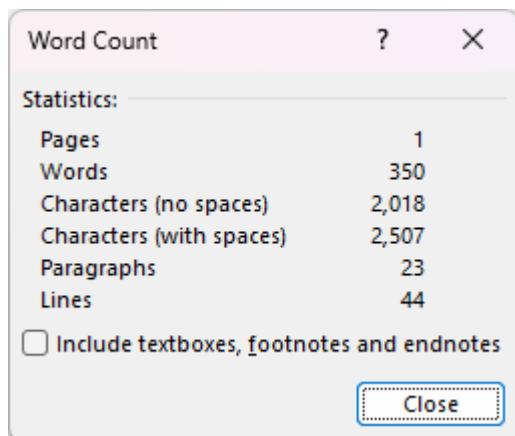 Word Count ? ×
Statistics:
Pages 1
Words 350
Characters (no spaces) 2,018
Characters (with spaces) 2,507
Paragraphs 23
Lines 44
Include textboxes, footnotes and endnotes
Close